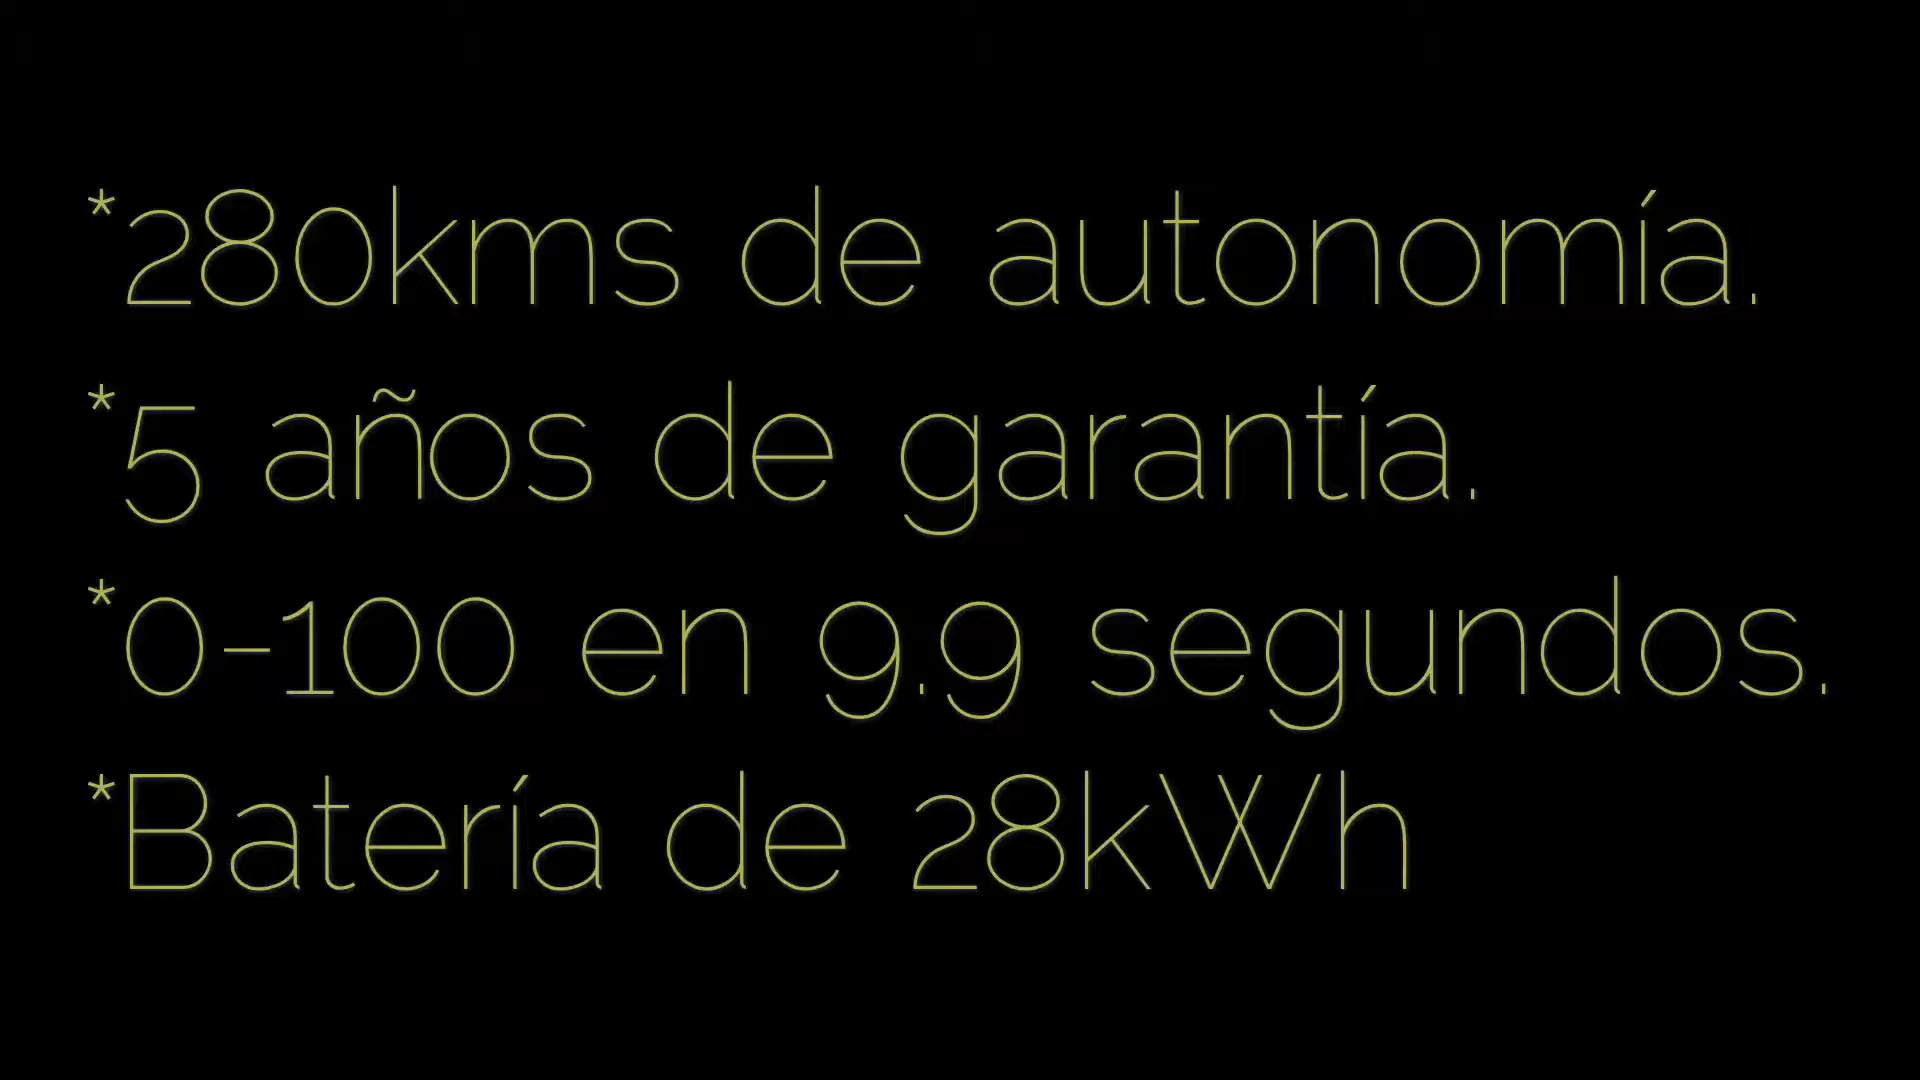 *280kms de autonomía.
*5 años de garantía.
*0-100 en 9.9 segundos.
*Batería de 28kWh